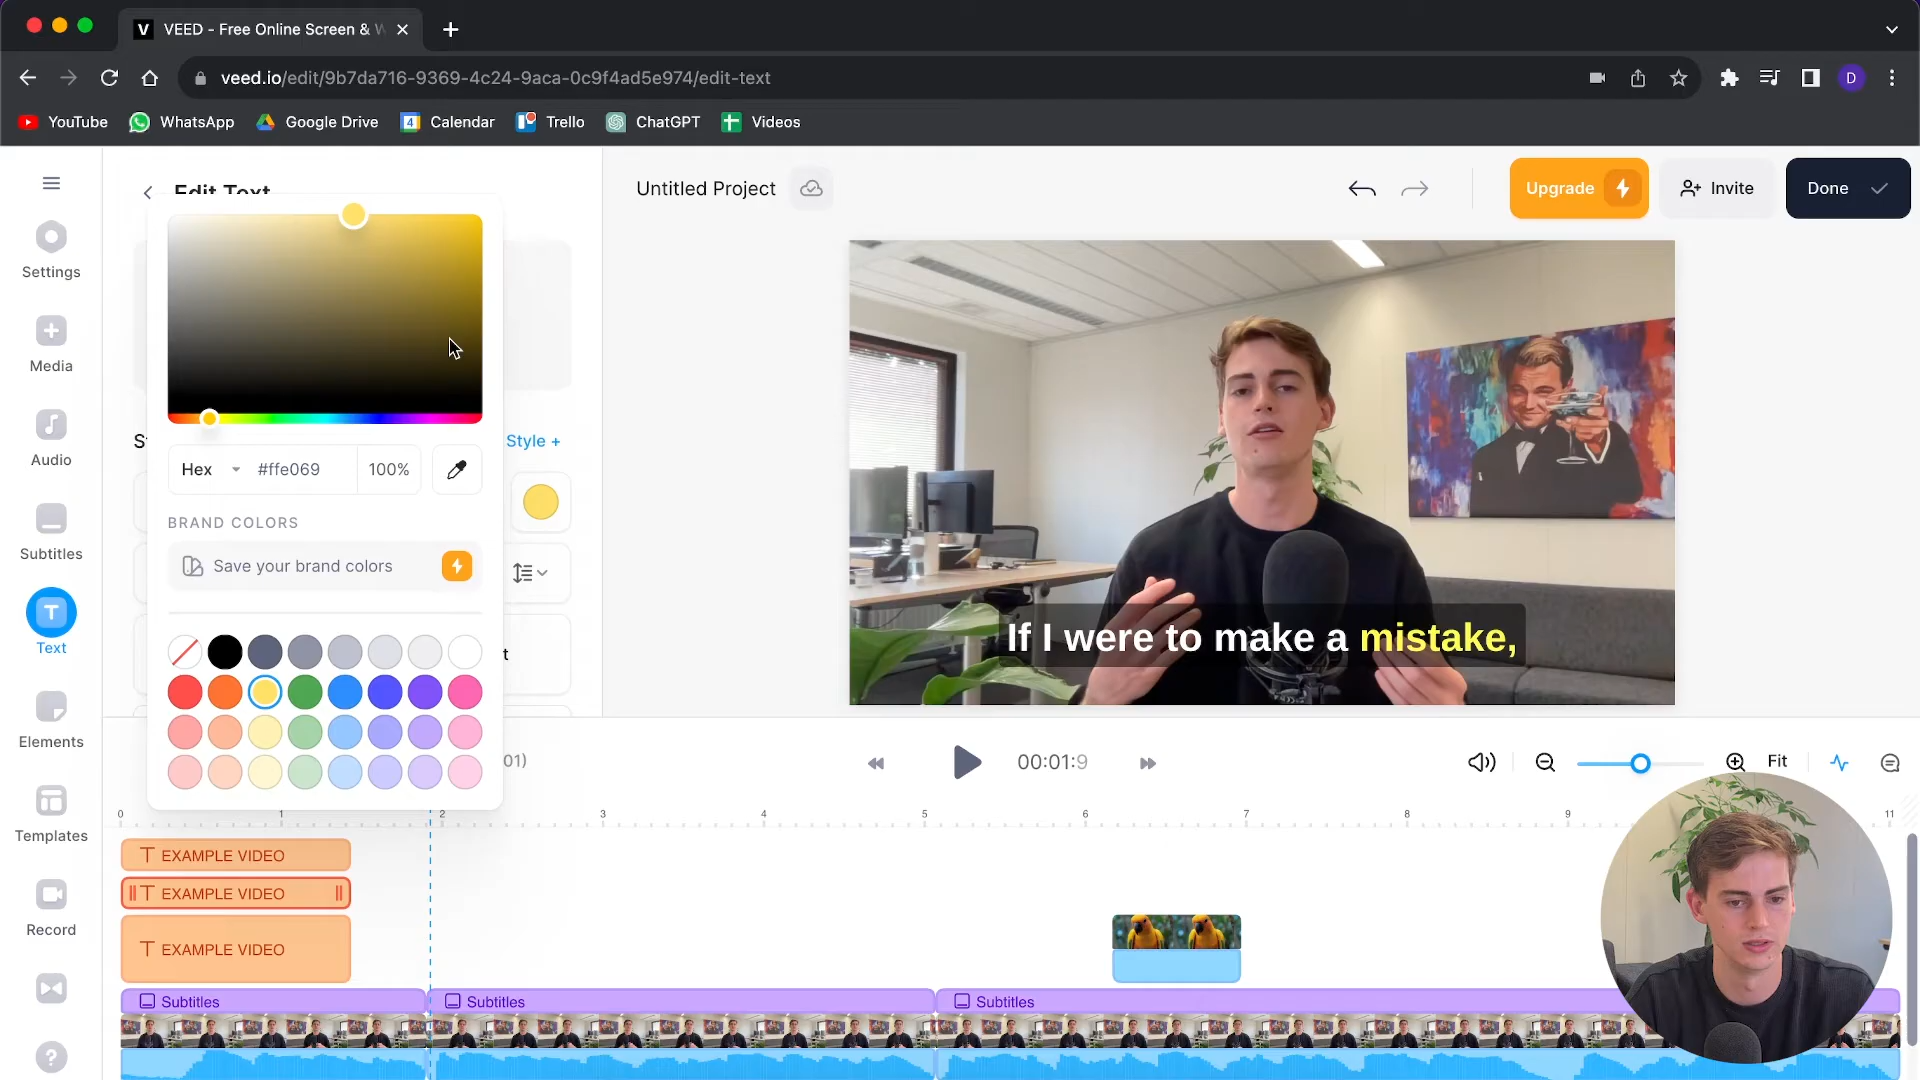 VEED - Free Online Screen & W
veed.io/edit/9b7da716-9369-4c24-9aca-0c9f4ad5e974/edit-text
D
YouTube WhatsApp Google Drive 4 Calendar Trello ChatGPT Videos
Edit Text
Untitled Project
Upgrade
Invite
Done
Settings
Media
Audio
Subtitles
Text
Elements
Templates
Record
Style +
Hex #ffe069 100%
BRAND COLORS
Save your brand colors
If I were to make a mistake,
01)
00:01:9
Fit
0 1 2 3 4 5 6 7 8 9 11
T EXAMPLE VIDEO
T EXAMPLE VIDEO
T EXAMPLE VIDEO
Subtitles Subtitles Subtitles